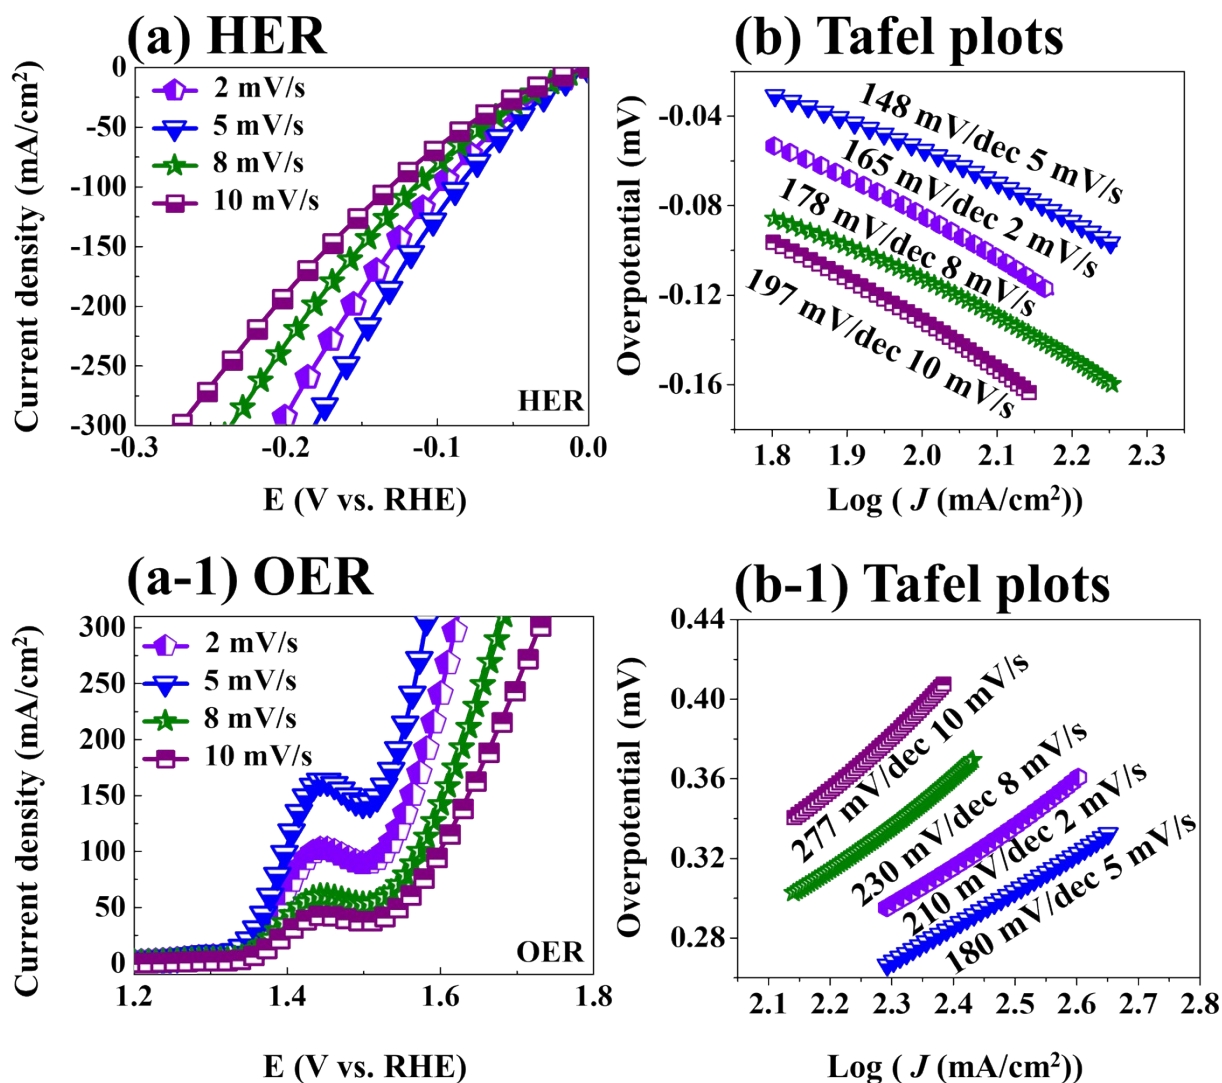 (a) HER
0
-50
-100
-150
-200
-250
-300
-0.3
-0.2
-0.1
0.0
2 mV/s
5 mV/s
8 mV/s
10 mV/s
HER
Current density (mA/cm²)
E (V vs. RHE)
(b) Tafel plots
-0.04
-0.08
-0.12
-0.16
1.8
1.9
2.0
2.1
2.2
2.3
148 mV/dec 5 mV/s
165 mV/dec 2 mV/s
178 mV/dec 8 mV/s
197 mV/dec 10 mV/s
Overpotential (mV)
Log ( J (mA/cm²))
(a-1) OER
300
250
200
150
100
50
0
1.2
1.4
1.6
1.8
2 mV/s
5 mV/s
8 mV/s
10 mV/s
OER
Current density (mA/cm²)
E (V vs. RHE)
(b-1) Tafel plots
0.44
0.40
0.36
0.32
0.28
2.1
2.2
2.3
2.4
2.5
2.6
2.7
2.8
277 mV/dec 10 mV/s
230 mV/dec 8 mV/s
210 mV/dec 2 mV/s
180 mV/dec 5 mV/s
Overpotential (mV)
Log ( J (mA/cm²))